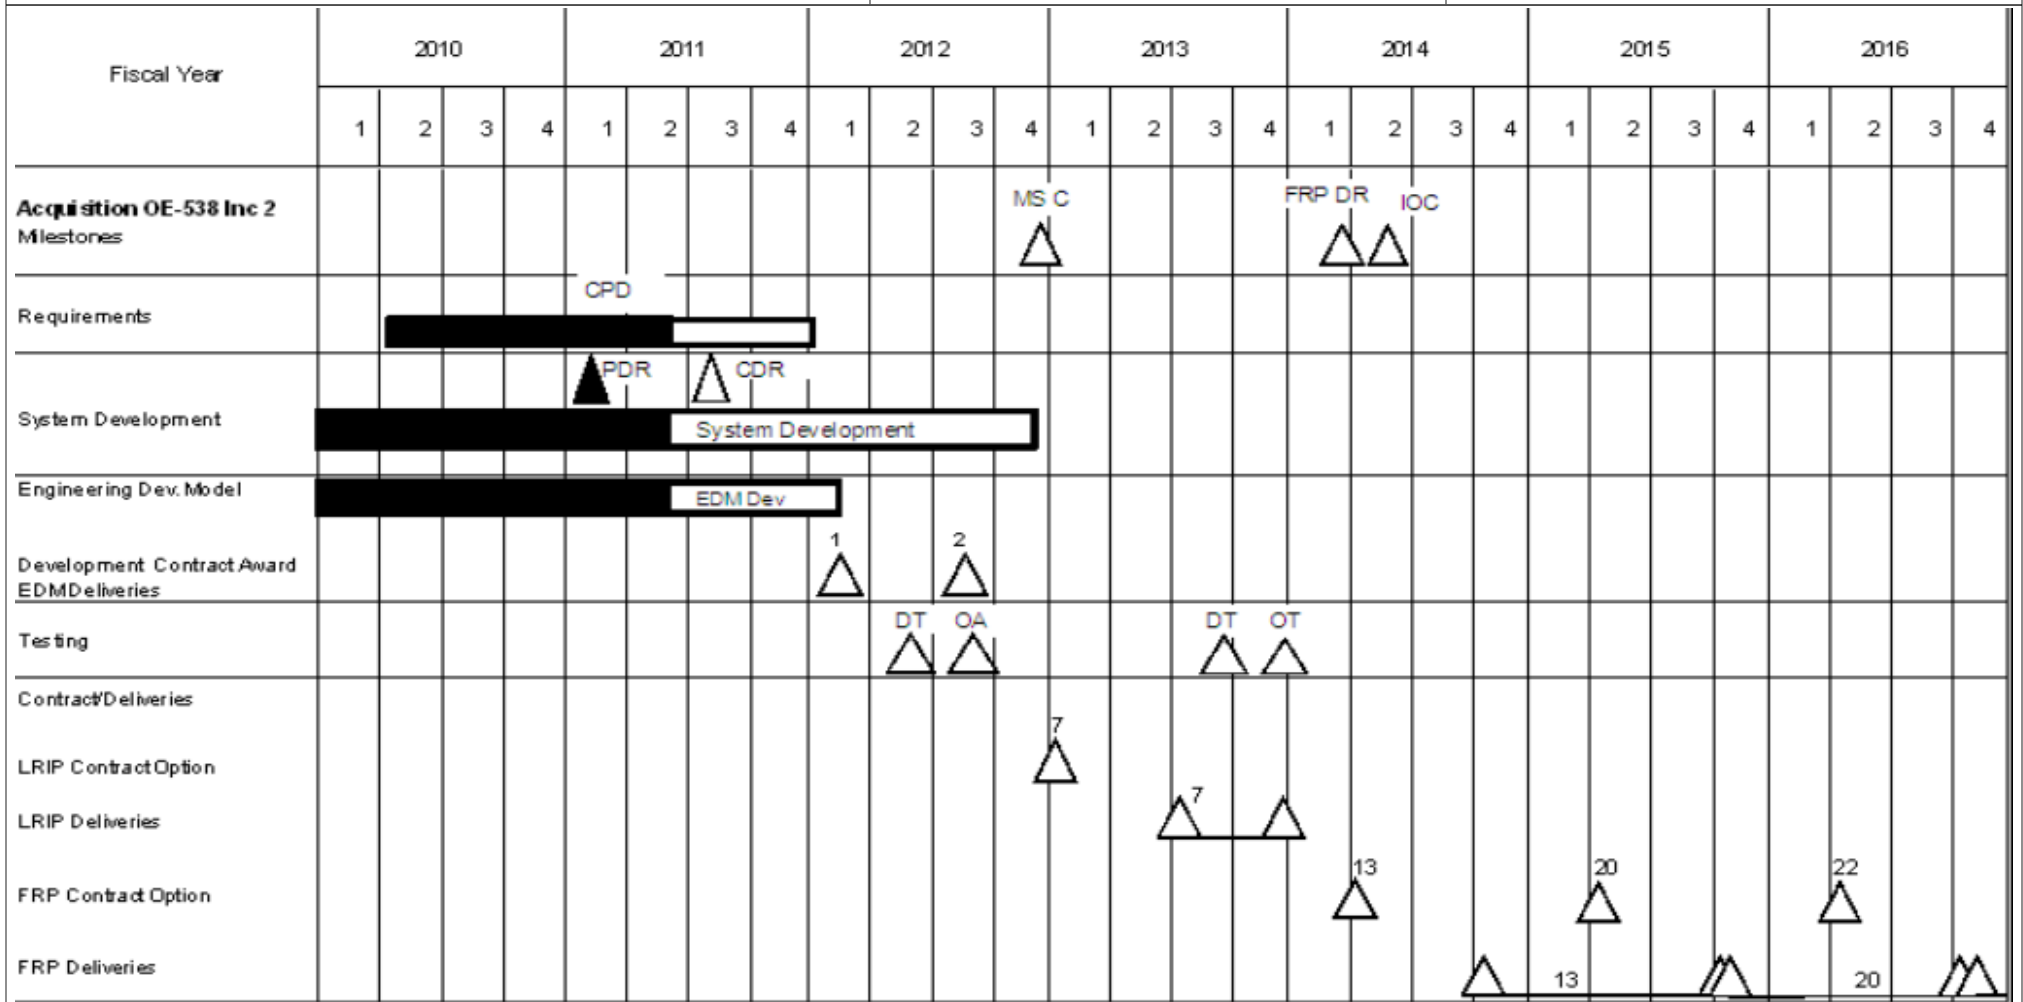 Fiscal Year
2010 2011 2012 2013 2014 2015 2016
1 2 3 4 1 2 3 4 1 2 3 4 1 2 3 4 1 2 3 4 1 2 3 4 1 2 3 4
Acquisition OE-538 Inc 2
Milestones
MS C FRP DR IOC
CPD
Requirements
PDR CDR
System Development
System Development
Engineering Dev. Model
EDM Dev
1 2
Development Contract Award
EDM Deliveries
DT OA DT OT
Testing
Contract/Deliveries
7
LRIP Contract Option
7
LRIP Deliveries
13 20 22
FRP Contract Option
FRP Deliveries
13 20